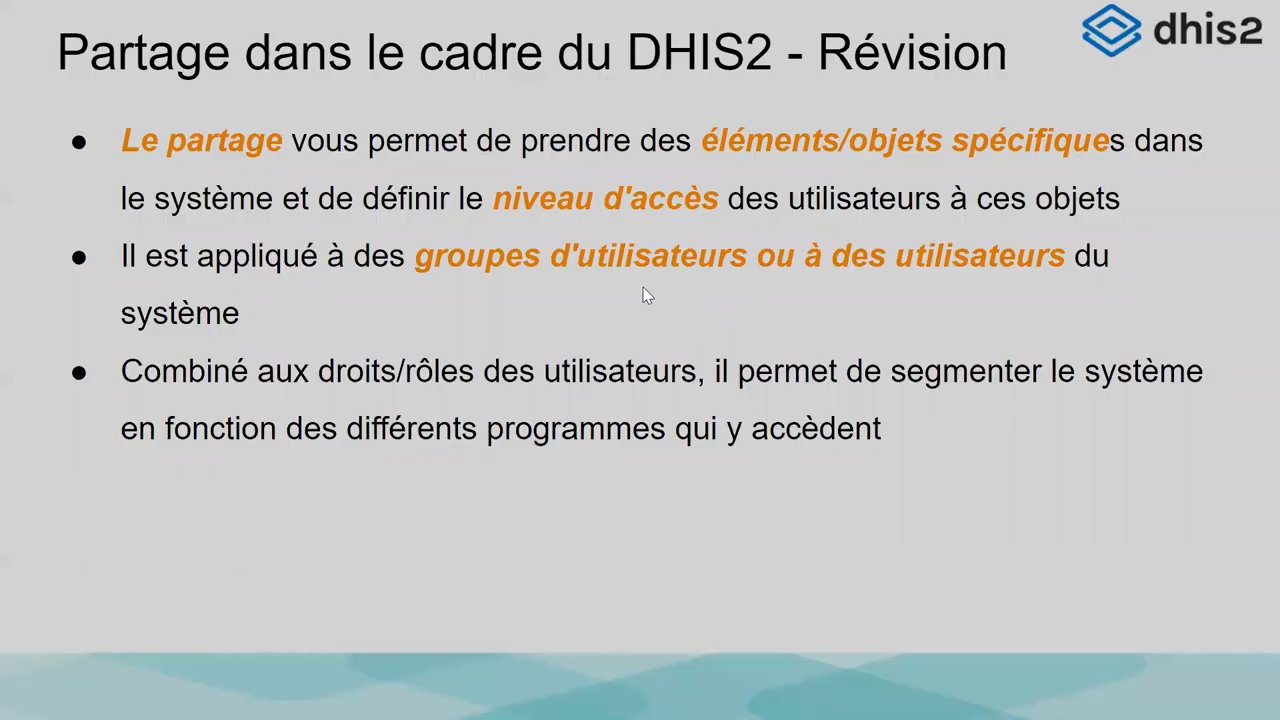 Partage dans le cadre du DHIS2 - Révision
dhis2
● Le partage vous permet de prendre des éléments/objets spécifiques dans
le système et de définir le niveau d'accès des utilisateurs à ces objets
● Il est appliqué à des groupes d'utilisateurs ou à des utilisateurs du
système
● Combiné aux droits/rôles des utilisateurs, il permet de segmenter le système
en fonction des différents programmes qui y accèdent